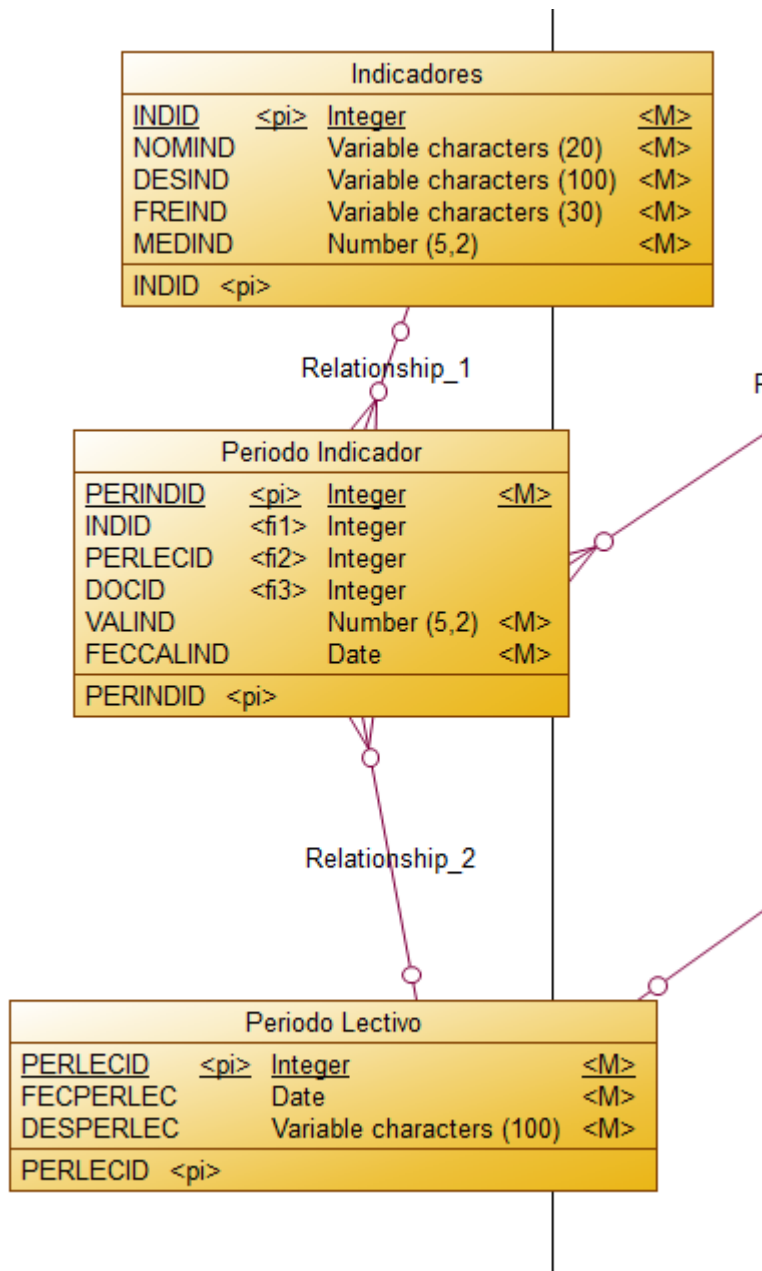 Indicadores
INDID <pi> Integer <M>
NOMIND Variable characters (20) <M>
DESIND Variable characters (100) <M>
FREIND Variable characters (30) <M>
MEDIND Number (5,2) <M>
INDID <pi>
Relationship_1
Periodo Indicador
PERINDID <pi> Integer <M>
INDID <fi1> Integer
PERLECID <fi2> Integer
DOCID <fi3> Integer
VALIND Number (5,2) <M>
FECCALIND Date <M>
PERINDID <pi>
Relationship_2
Periodo Lectivo
PERLECID <pi> Integer <M>
FECPERLEC Date <M>
DESPERLEC Variable characters (100) <M>
PERLECID <pi>